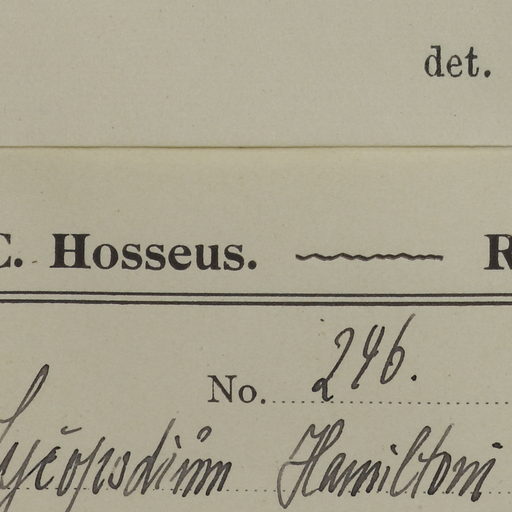 det.
C. Hosseus. R
No. 246.
Lycopodium Hamiltoni